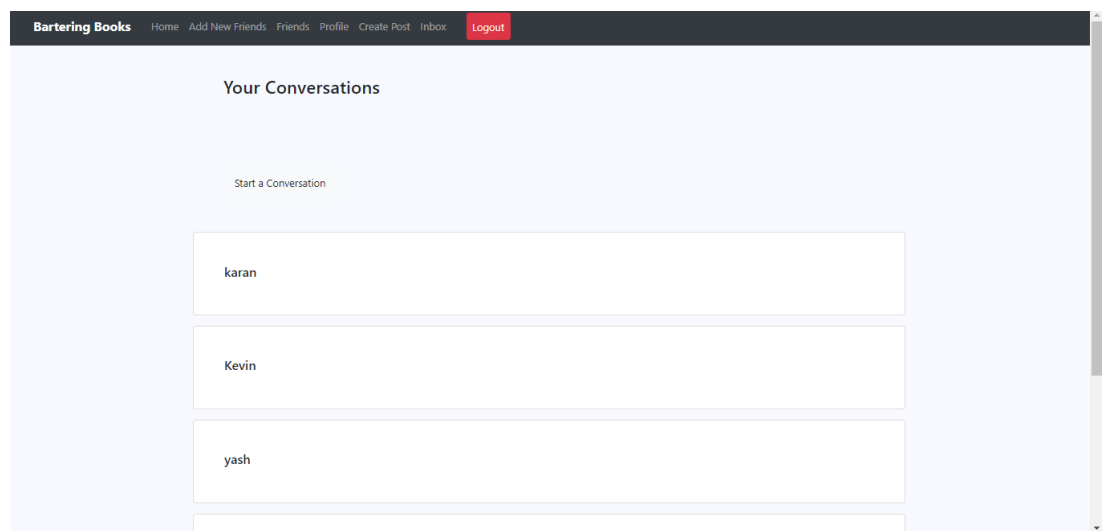 Bartering Books Home Add New Friends Friends Profile Create Post Inbox Logout
Your Conversations
Start a Conversation
karan
Kevin
yash